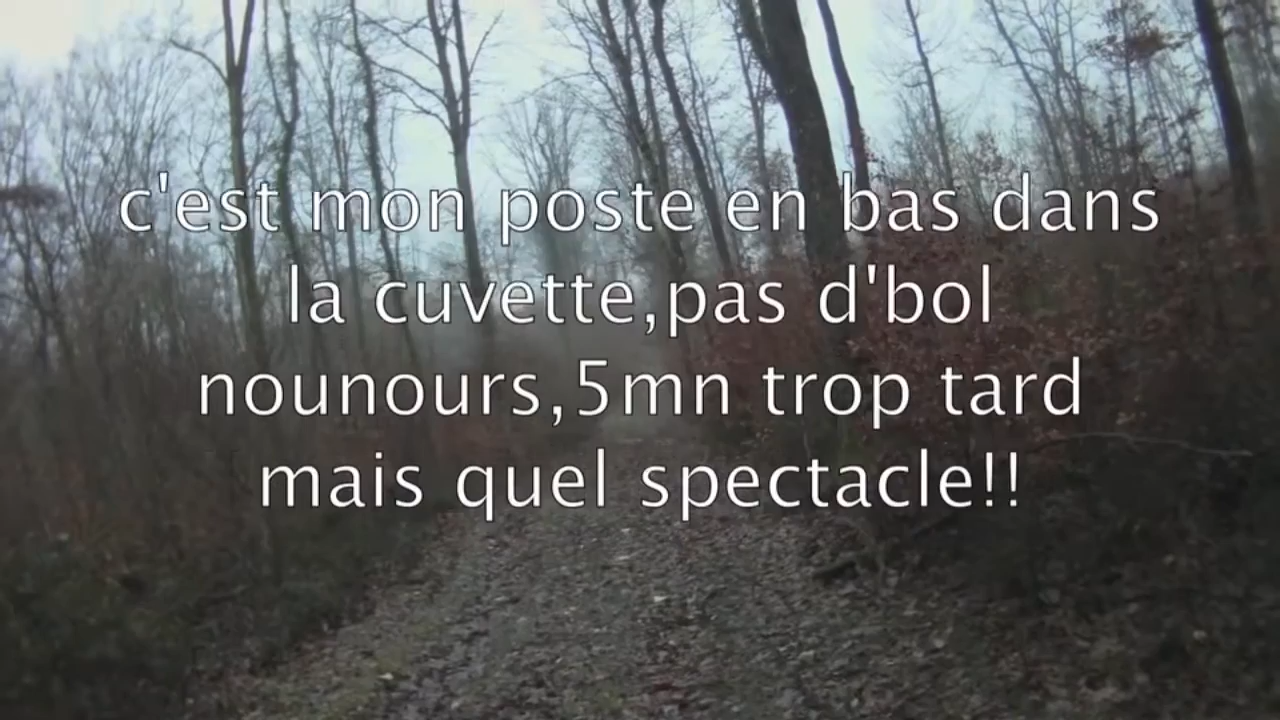 c'est mon poste en bas dans
la cuvette,pas d'bol
nounours,5mn trop tard
mais quel spectacle!!